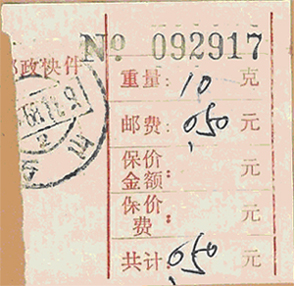 No 092917
邮政快件
重量: 10 克
邮费: 0.50 元
保价金额: 元
保价费: 元
共计: 0.50 元